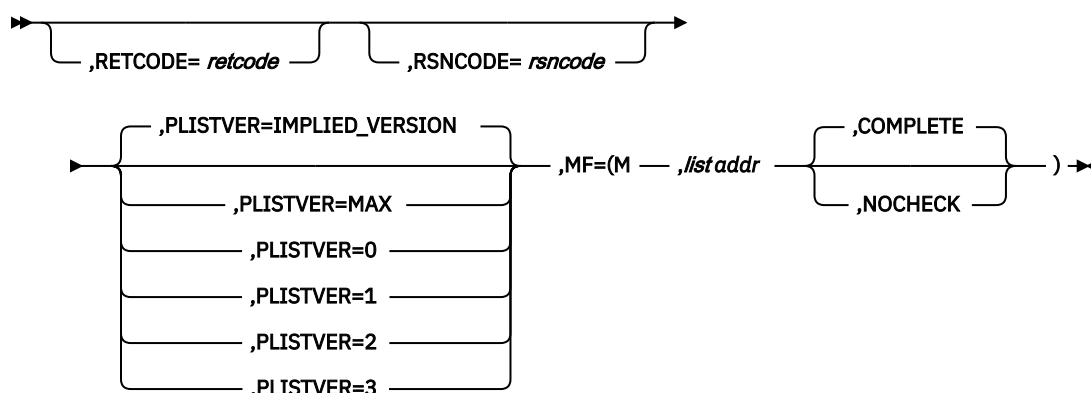 ,RETCODE= retcode ,RSNCODE= rsncode
,PLISTVER=IMPLIED_VERSION
,PLISTVER=MAX
,PLISTVER=0
,PLISTVER=1
,PLISTVER=2
,PLISTVER=3
,MF=(M ,list addr
,COMPLETE
,NOCHECK
)